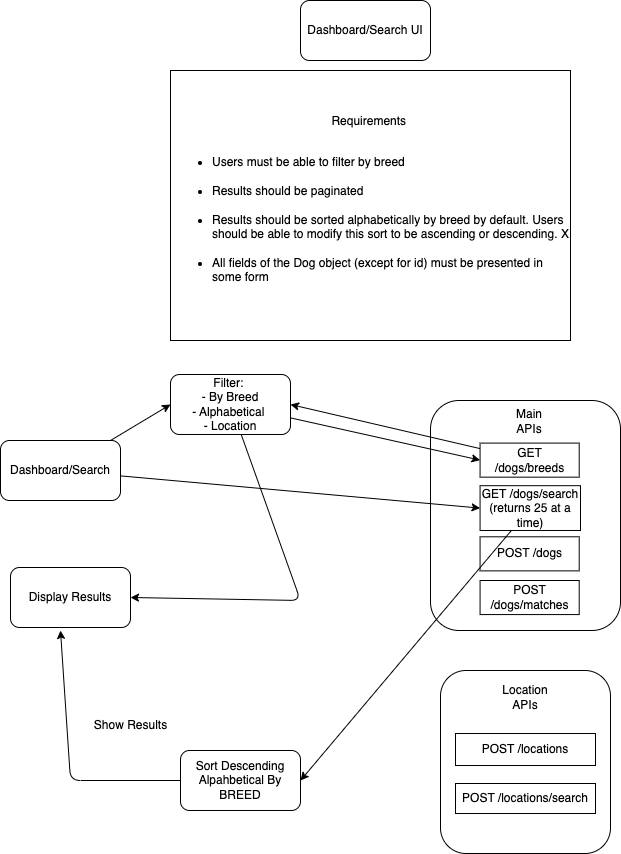 Dashboard/Search UI
Requirements
• Users must be able to filter by breed
• Results should be paginated
• Results should be sorted alphabetically by breed by default. Users
should be able to modify this sort to be ascending or descending. X
• All fields of the Dog object (except for id) must be presented in
some form
Filter:
- By Breed
- Alphabetical
- Location
Dashboard/Search
Main
APIs
GET
/dogs/breeds
GET /dogs/search
(returns 25 at a
time)
POST /dogs
POST
/dogs/matches
Display Results
Show Results
Sort Descending
Alpahbetical By
BREED
Location
APIs
POST /locations
POST /locations/search